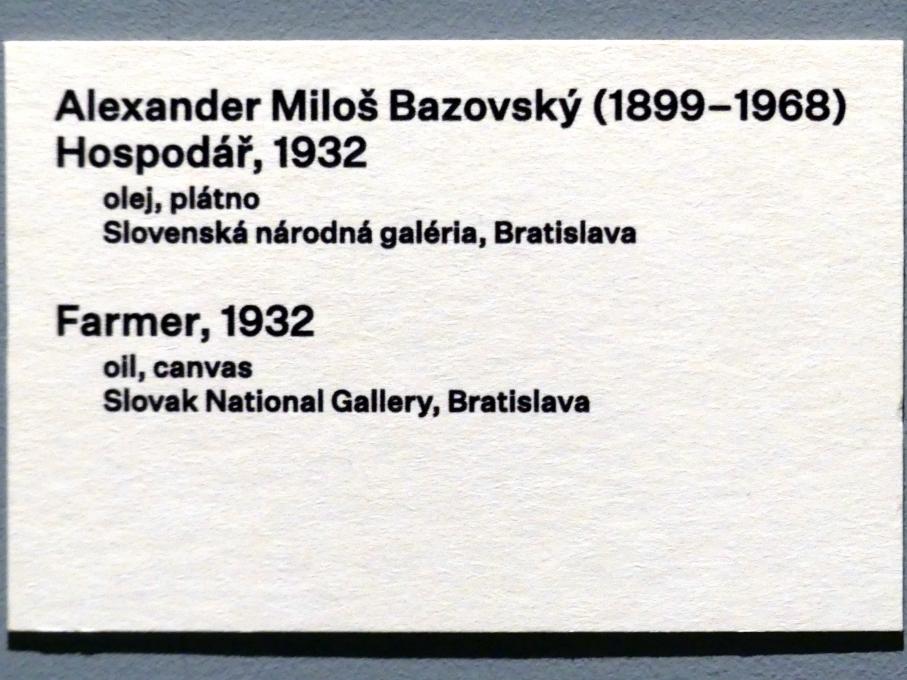 Alexander Miloš Bazovský (1899–1968)
Hospodář, 1932
olej, plátno
Slovenská národná galéria, Bratislava
Farmer, 1932
oil, canvas
Slovak National Gallery, Bratislava